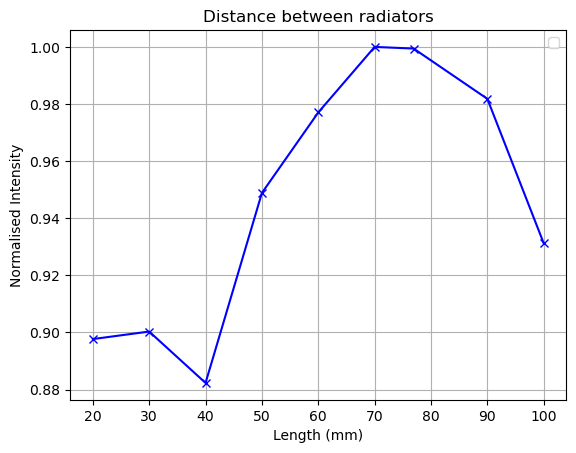 Distance between radiators
1.00
0.98
0.96
0.94
0.92
0.90
0.88
Normalised Intensity
20 30 40 50 60 70 80 90 100
Length (mm)